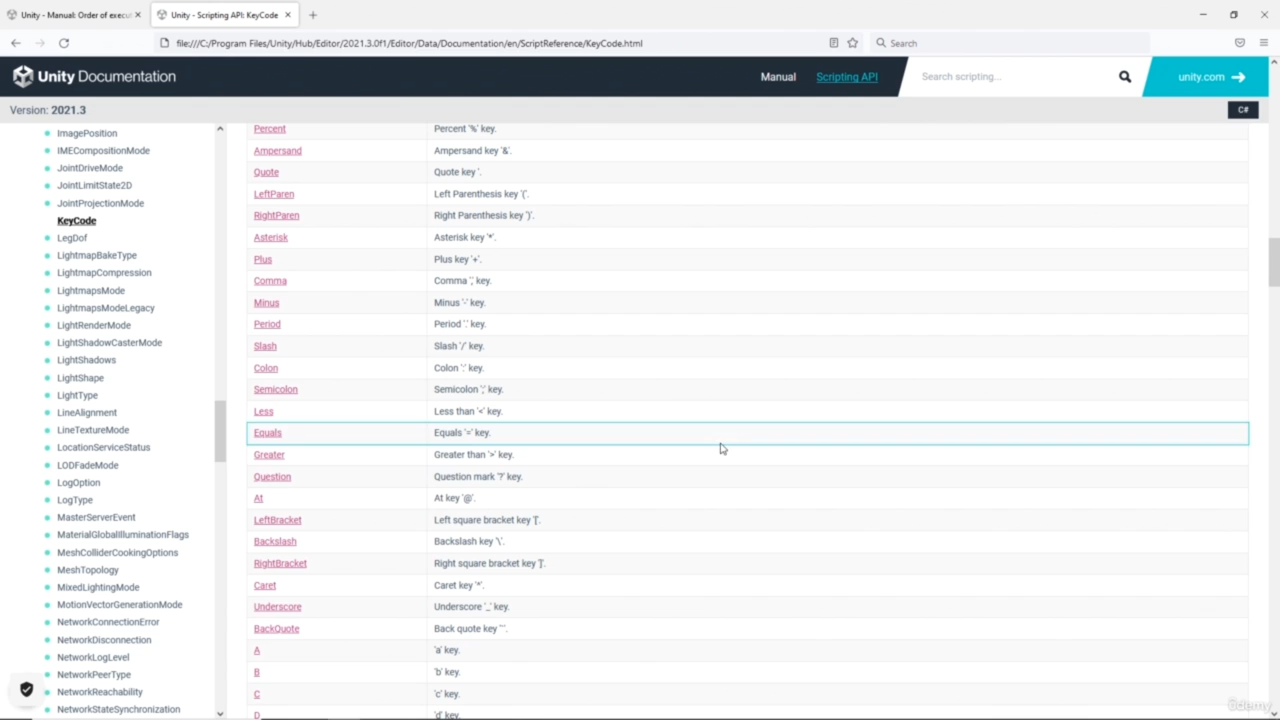 Unity - Manual: Order of execut
Unity - Scripting API: KeyCode
file:///C:/Program Files/Unity/Hub/Editor/2021.3.0f1/Editor/Data/Documentation/en/ScriptReference/KeyCode.html
Search
Unity Documentation
Manual
Scripting API
Search scripting...
unity.com
Version: 2021.3
C#
ImagePosition
IMECompositionMode
JointDriveMode
JointLimitState2D
JointProjectionMode
KeyCode
LegDof
LightmapBakeType
LightmapCompression
LightmapsMode
LightmapsModeLegacy
LightRenderMode
LightShadowCasterMode
LightShadows
LightShape
LightType
LineAlignment
LineTextureMode
LocationServiceStatus
LODFadeMode
LogOption
LogType
MasterServerEvent
MaterialGlobalIlluminationFlags
MeshColliderCookingOptions
MeshTopology
MixedLightingMode
MotionVectorGenerationMode
NetworkConnectionError
NetworkDisconnection
NetworkLogLevel
NetworkPeerType
NetworkReachability
NetworkStateSynchronization
Percent Percent '%' key.
Ampersand Ampersand key '&'.
Quote Quote key '.
LeftParen Left Parenthesis key '('.
RightParen Right Parenthesis key ')'.
Asterisk Asterisk key '*'.
Plus Plus key '+'.
Comma Comma ',' key.
Minus Minus '-' key.
Period Period '.' key.
Slash Slash '/' key.
Colon Colon ':' key.
Semicolon Semicolon ';' key.
Less Less than '<' key.
Equals Equals '=' key.
Greater Greater than '>' key.
Question Question mark '?' key.
At At key '@'.
LeftBracket Left square bracket key '['.
Backslash Backslash key '\'.
RightBracket Right square bracket key ']'.
Caret Caret key '^'.
Underscore Underscore '_' key.
BackQuote Back quote key '`'.
A 'a' key.
B 'b' key.
C 'c' key.
D 'd' key.
ûdemy